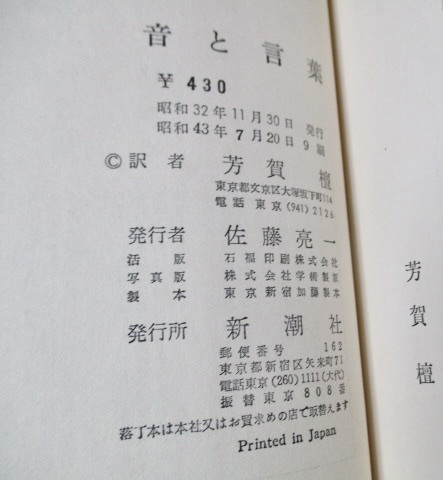 音と言葉
¥430
昭和32年11月30日 発行
昭和43年7月20日 9刷
©訳者 芳賀檀
東京都文京区大塚坂下町114
電話 東京(941)2126
発行者 佐藤亮一
活版 石福印刷株式会社
写真版 株式会社学術製版
製本 東京新宿加藤製本
発行所 新潮社
郵便番号 162
東京都新宿区矢来町71
電話東京(260)1111(大代)
振替東京808番
落丁本は本社又はお買求めの店で取替えます
Printed in Japan
芳賀檀